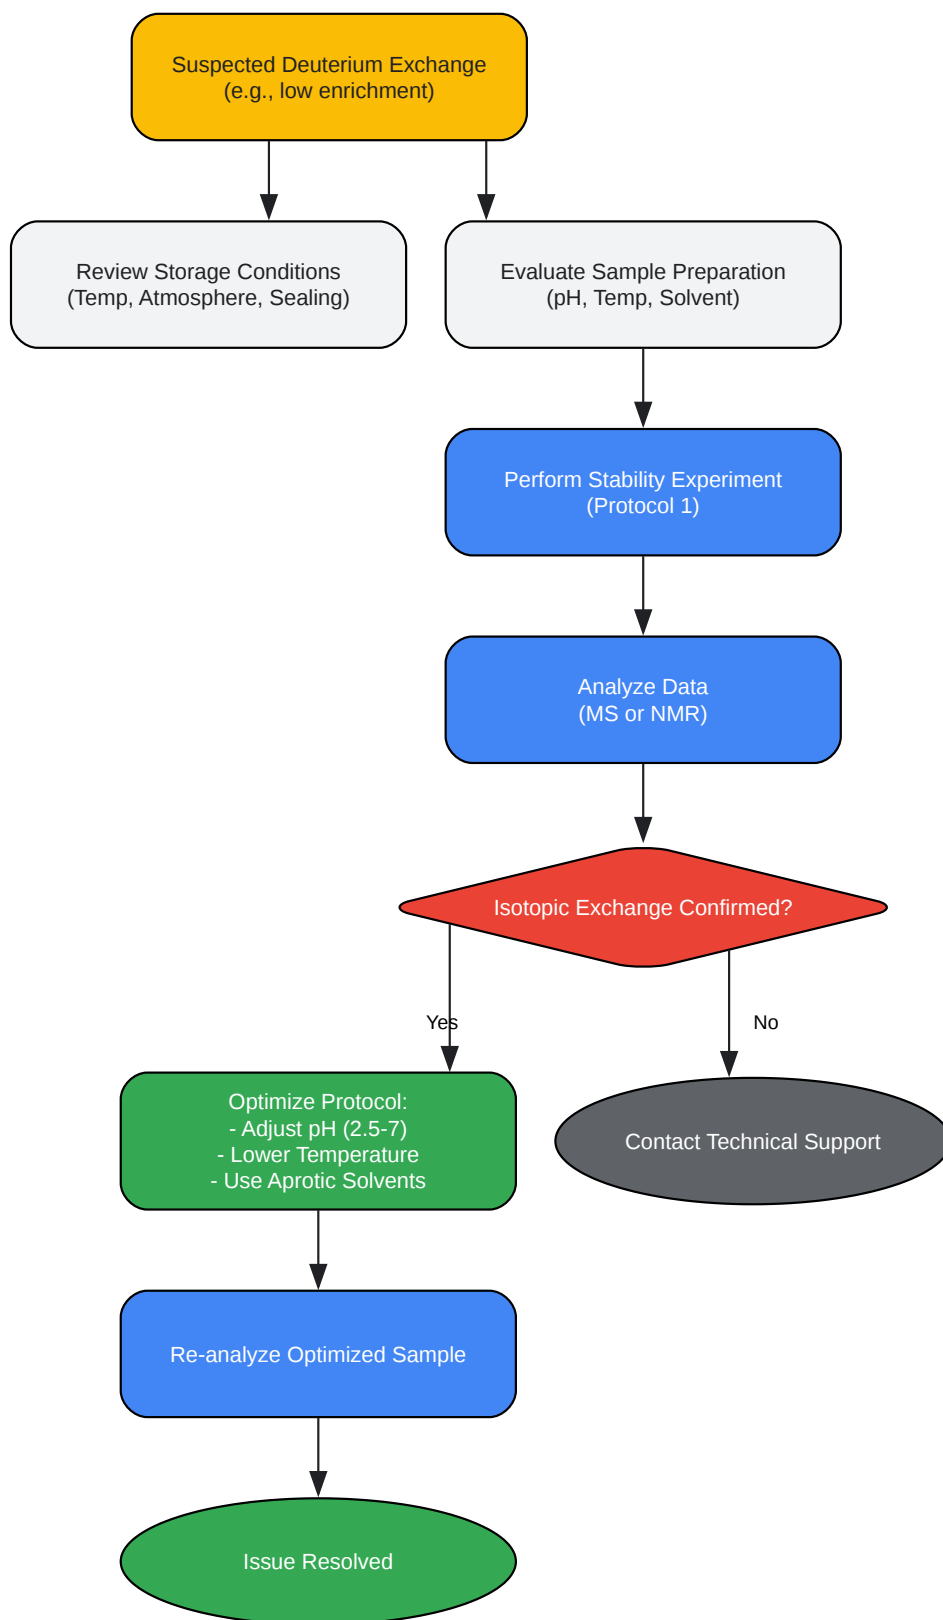 Suspected Deuterium Exchange
(e.g., low enrichment)
Review Storage Conditions
(Temp, Atmosphere, Sealing)
Evaluate Sample Preparation
(pH, Temp, Solvent)
Perform Stability Experiment
(Protocol 1)
Analyze Data
(MS or NMR)
Isotopic Exchange Confirmed?
Yes
No
Optimize Protocol:
- Adjust pH (2.5-7)
- Lower Temperature
- Use Aprotic Solvents
Contact Technical Support
Re-analyze Optimized Sample
Issue Resolved